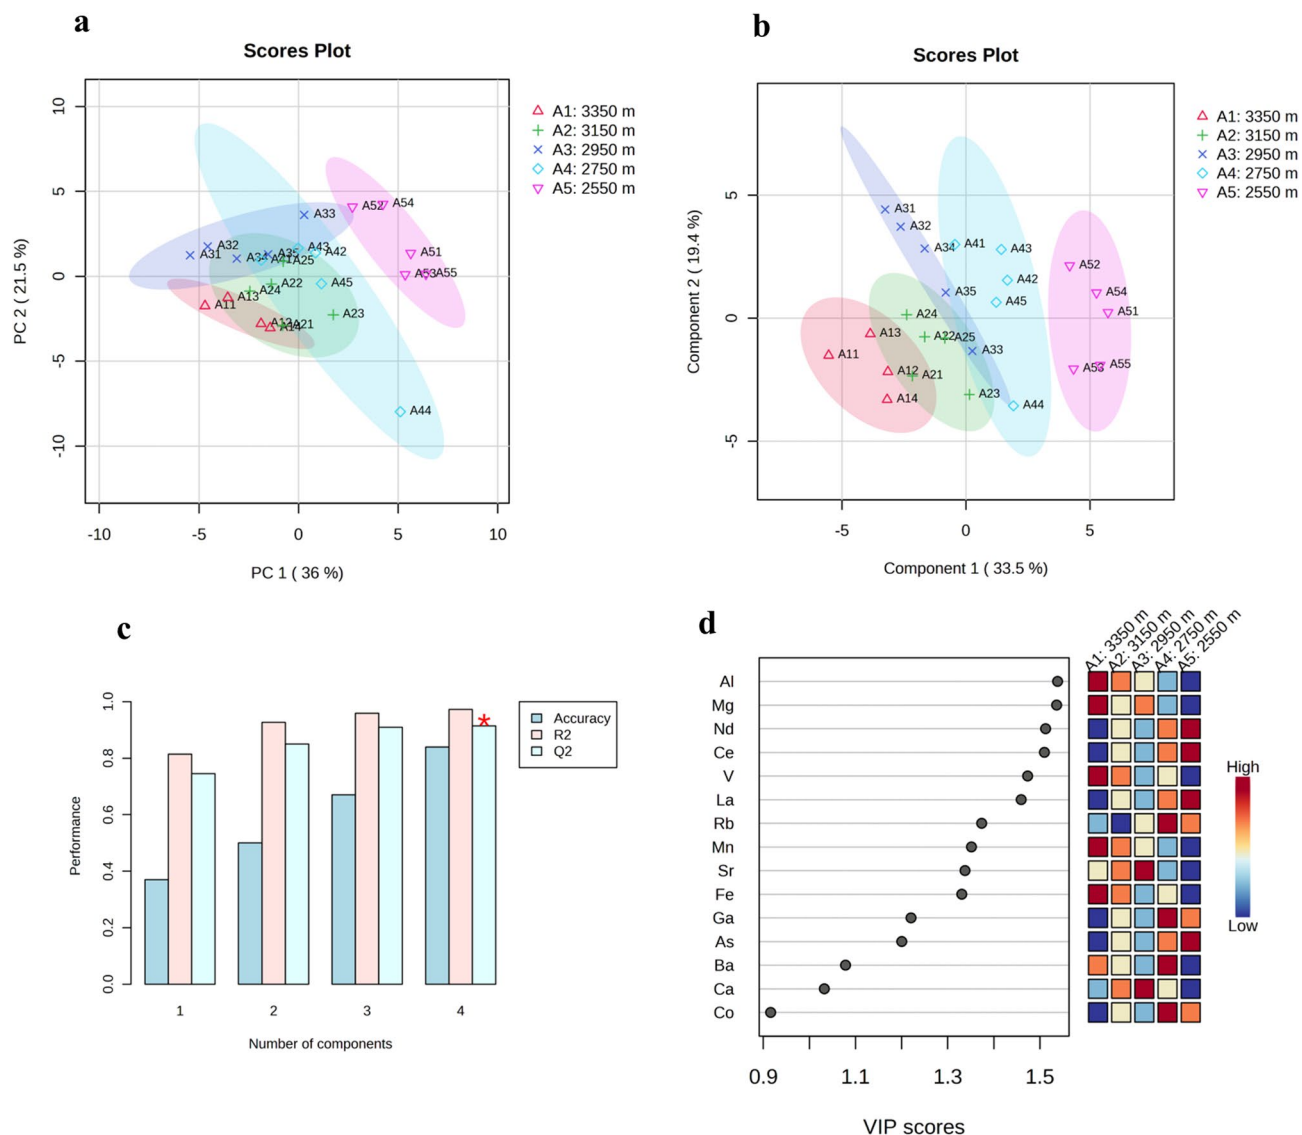 a
Scores Plot
10
5
0
-5
-10
PC 2 ( 21.5 %)
-10
-5
0
5
10
PC 1 ( 36 %)
A33
A52
A54
A32
A31
A34
A35
A41
A25
A43
A42
A51
A53
A55
A22
A24
A45
A13
A11
A23
A12
A21
A14
A44
A1: 3350 m
A2: 3150 m
A3: 2950 m
A4: 2750 m
A5: 2550 m
b
Scores Plot
5
0
-5
Component 2 ( 19.4 %)
-5
0
5
Component 1 ( 33.5 %)
A31
A32
A34
A41
A43
A52
A42
A35
A45
A54
A51
A24
A13
A22
A25
A11
A33
A12
A21
A53
A55
A14
A23
A44
A1: 3350 m
A2: 3150 m
A3: 2950 m
A4: 2750 m
A5: 2550 m
c
1.0
0.8
0.6
0.4
0.2
0.0
Performance
*
1
2
3
4
Number of components
Accuracy
R2
Q2
d
A1: 3350 m
A2: 3150 m
A3: 2950 m
A4: 2750 m
A5: 2550 m
Al
Mg
Nd
Ce
V
La
Rb
Mn
Sr
Fe
Ga
As
Ba
Ca
Co
0.9
1.1
1.3
1.5
VIP scores
High
Low